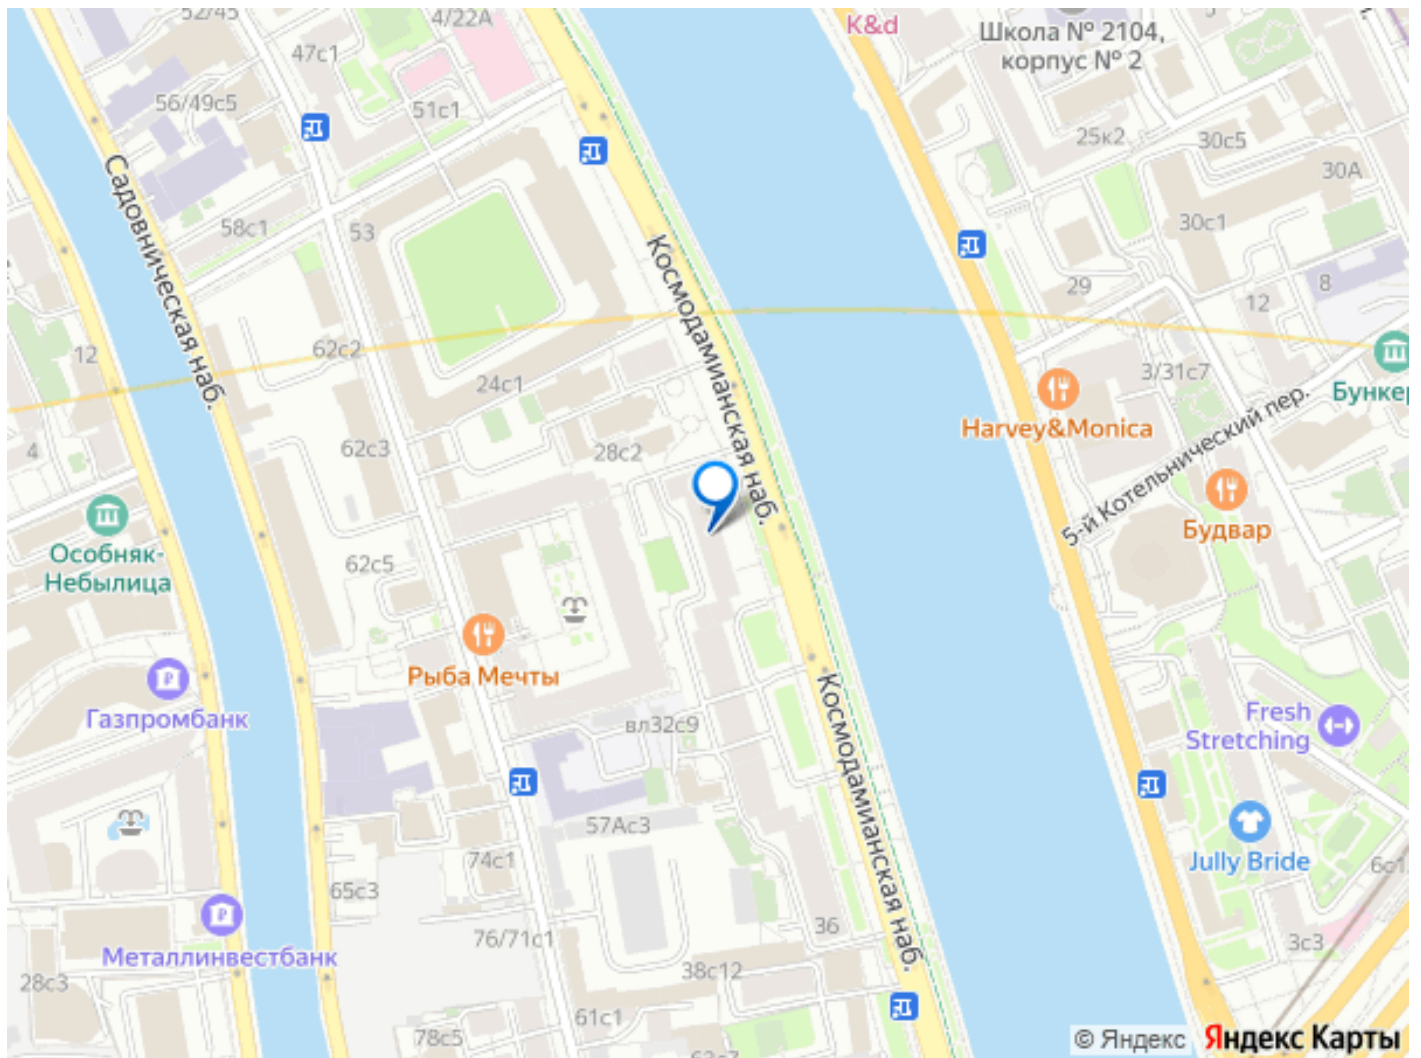 52/45
4/22А
K&d
Школа № 2104,
корпус № 2
47с1
56/49с5
51с1
25к2
30с5
30А
Садовническая наб.
58с1
53
Космодамианская наб.
30с1
29
12
8
62с2
12
24с1
3/31с7
Бункер
Harvey&Monica
5-й Котельнический пер.
4
62с3
28с2
Будвар
Особняк-
Небылица
62с5
Рыба Мечты
Газпромбанк
вл32с9
Космодамианская наб.
Fresh
Stretching
57Ас3
74с1
Jully Bride
65с3
6с1
36
76/71с1
Металлинвестбанк
38с12
3с3
28с3
61с1
78с5
© Яндекс Яндекс Карты